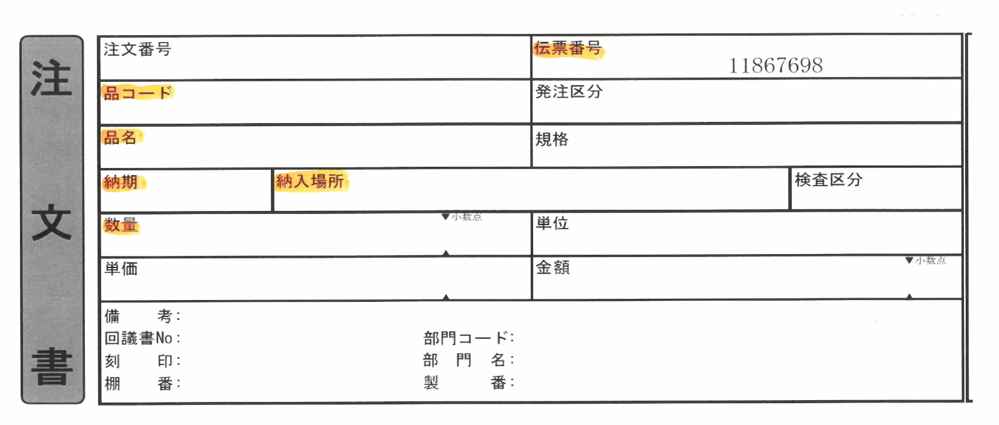 注文書
注文番号
伝票番号
11867698
品コード
発注区分
品名
規格
納期
納入場所
検査区分
数量
▼小数点
単位
単価
金額
▼小数点
備　　考：
回議書No：
部門コード：
刻　　印：
部　門　名：
棚　　番：
製　　　番：